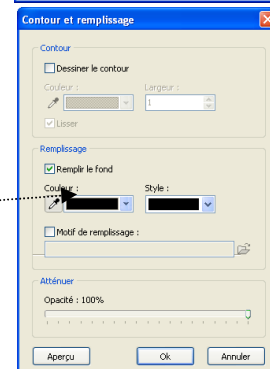 Contour et remplissage
Contour
Dessiner le contour
Couleur : Largeur :
1
Lisser
Remplissage
Remplir le fond
Couleur : Style :
Motif de remplissage :
Atténuer
Opacité : 100%
Aperçu Ok Annuler